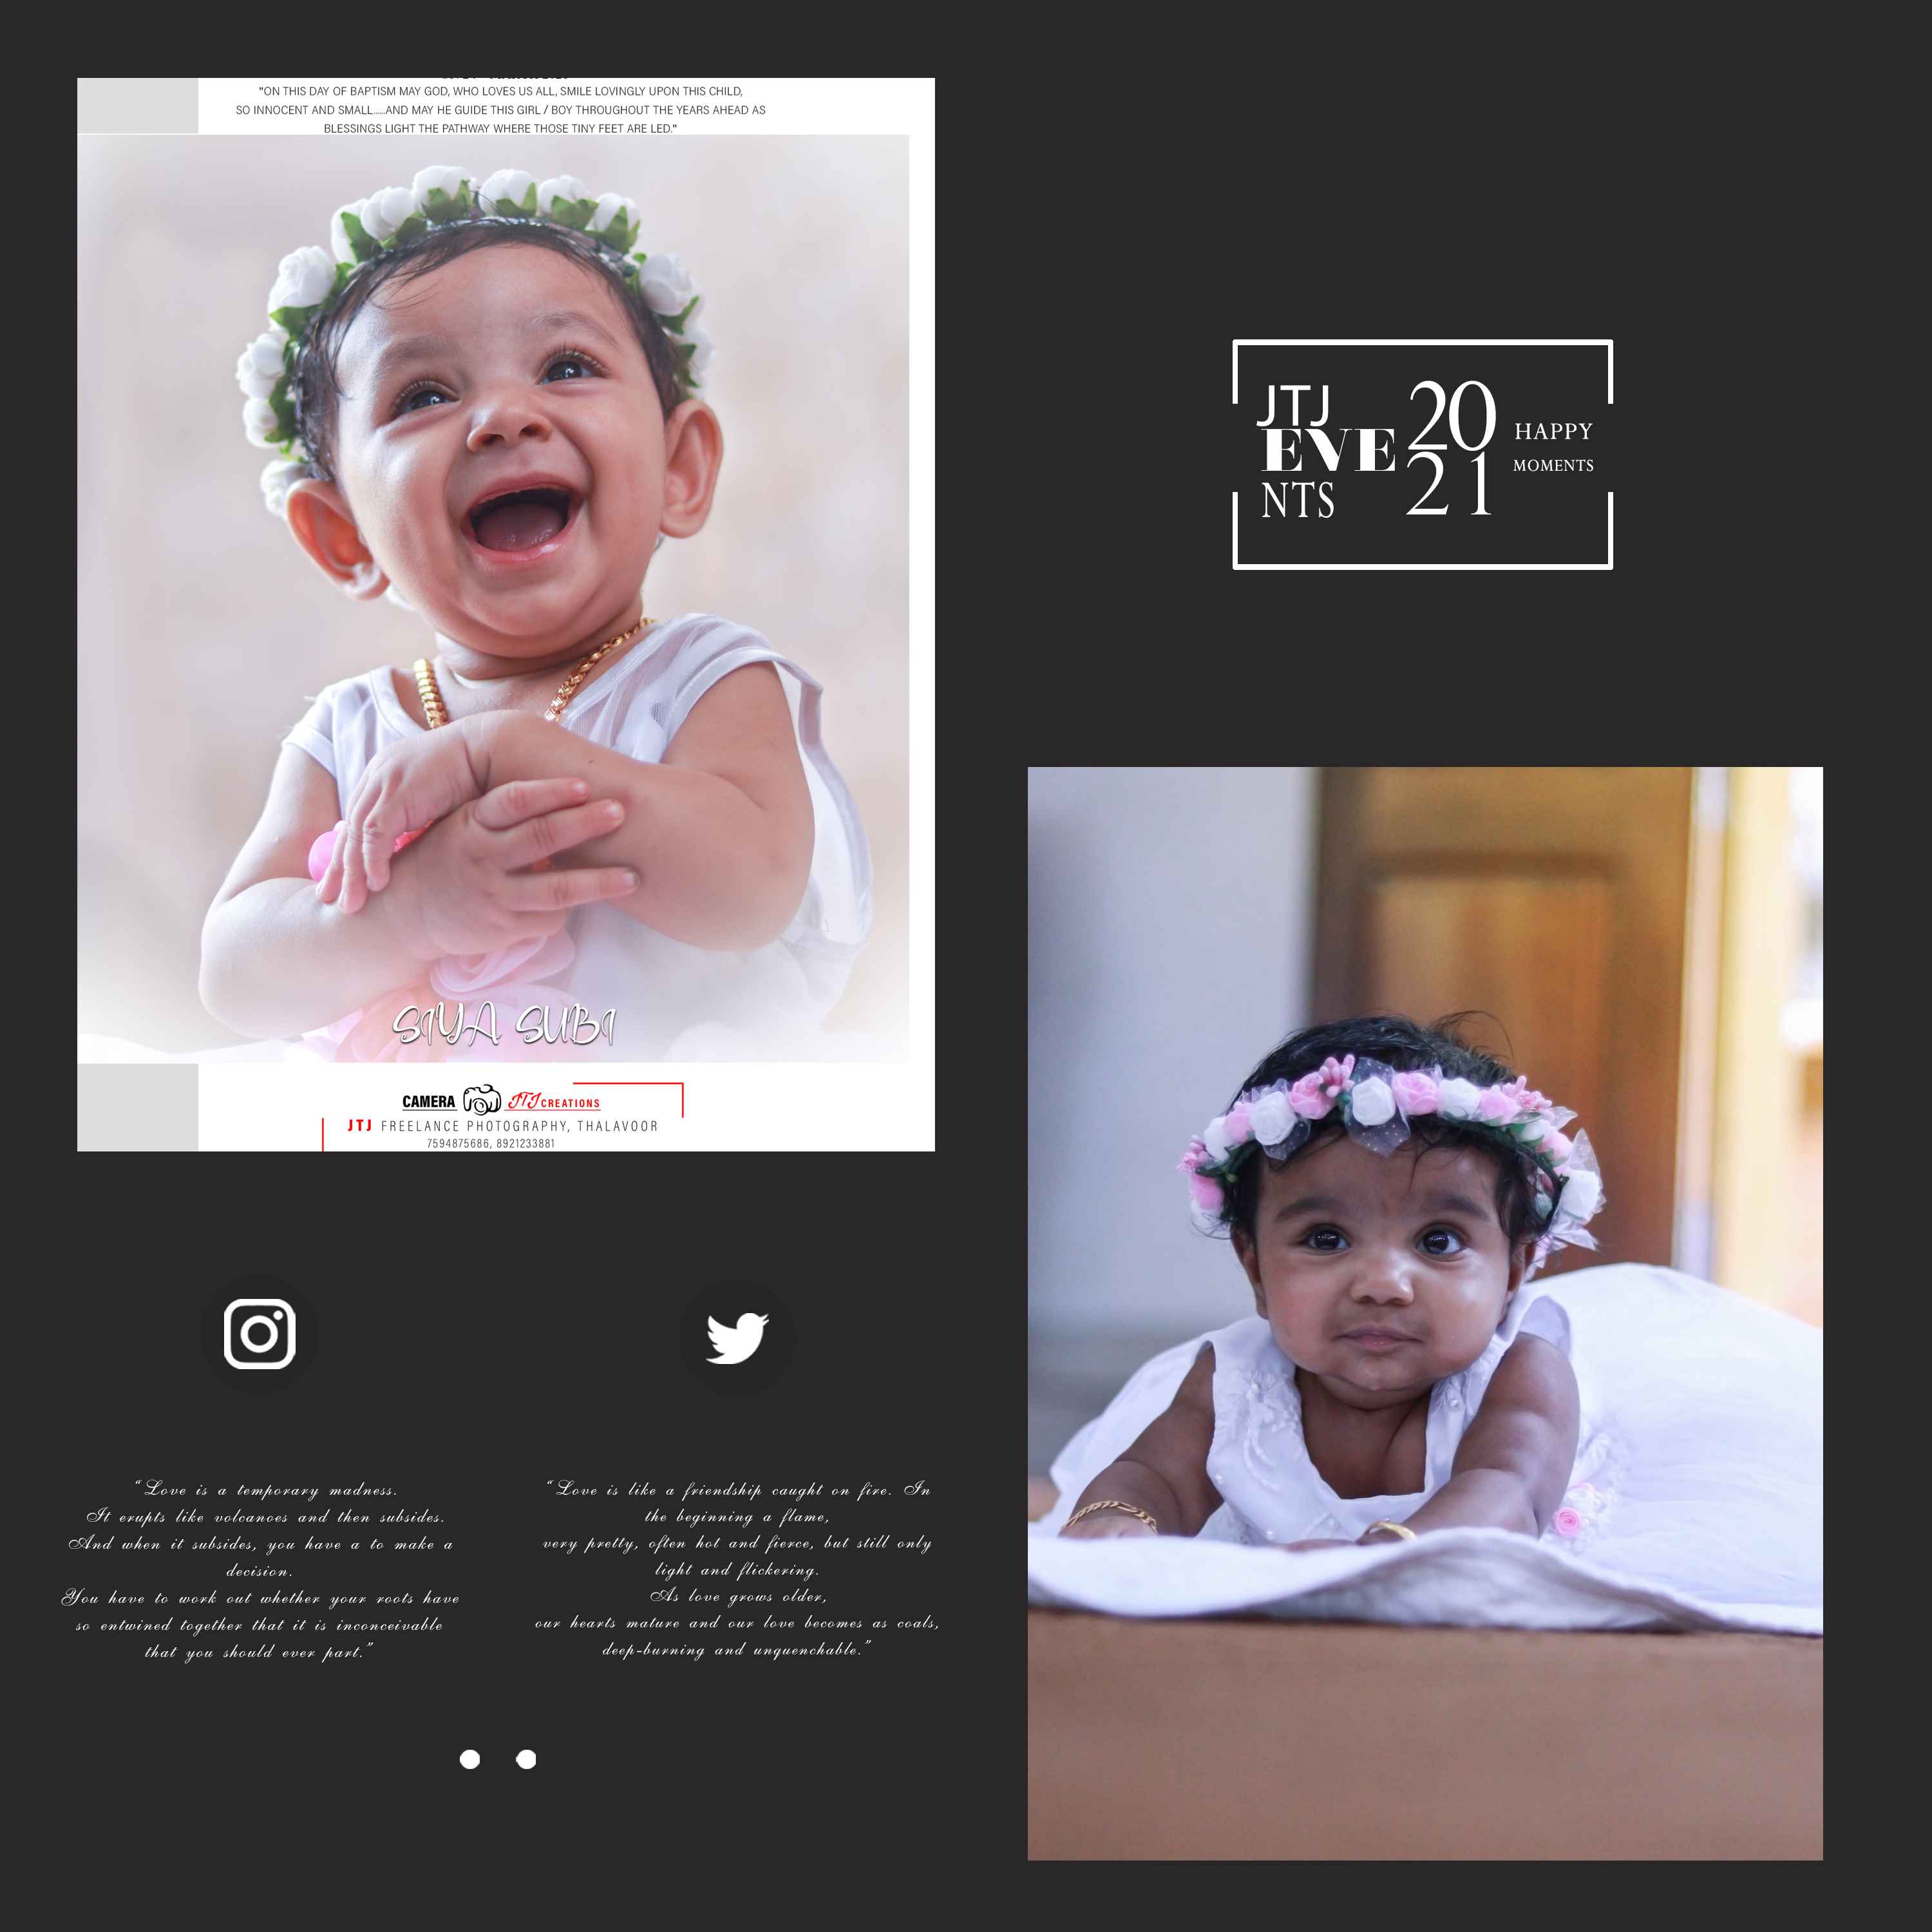 "ON THIS DAY OF BAPTISM MAY GOD, WHO LOVES US ALL, SMILE LOVINGLY UPON THIS CHILD,
SO INNOCENT AND SMALL.....AND MAY HE GUIDE THIS GIRL / BOY THROUGHOUT THE YEARS AHEAD AS
BLESSINGS LIGHT THE PATHWAY WHERE THOSE TINY FEET ARE LED."
SIYA SUBI
CAMERA JTJ CREATIONS
JTJ FREELANCE PHOTOGRAPHY, THALAVOOR
7594875686, 8921233881
JTJ
EVE
NTS
20
21
HAPPY
MOMENTS
“Love is a temporary madness.
It erupts like volcanoes and then subsides.
And when it subsides, you have a to make a
decision.
You have to work out whether your roots have
so entwined together that it is inconceivable
that you should ever part.”
“Love is like a friendship caught on fire. In
the beginning a flame,
very pretty, often hot and fierce, but still only
light and flickering.
As love grows older,
our hearts mature and our love becomes as coals,
deep-burning and unquenchable.”